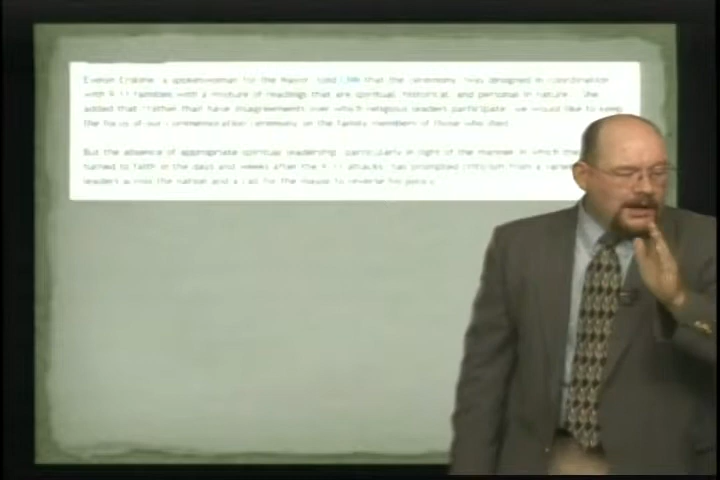 Evelyn Erskine, a spokeswoman for the mayor, told CNN that the ceremony "was designed in coordination
with 9/11 families with a mixture of readings that are spiritual, historical, and personal in nature." She
added that "rather than have disagreements over which religious leaders participate, we would like to keep
the focus of our commemoration ceremony on the family members of those who died."
But the absence of appropriate spiritual leadership, particularly in light of the manner in which the
turned to faith in the days and weeks after the 9/11 attacks, has prompted criticism from a
leaders across the nation and a call for the mayor to reverse his policy.